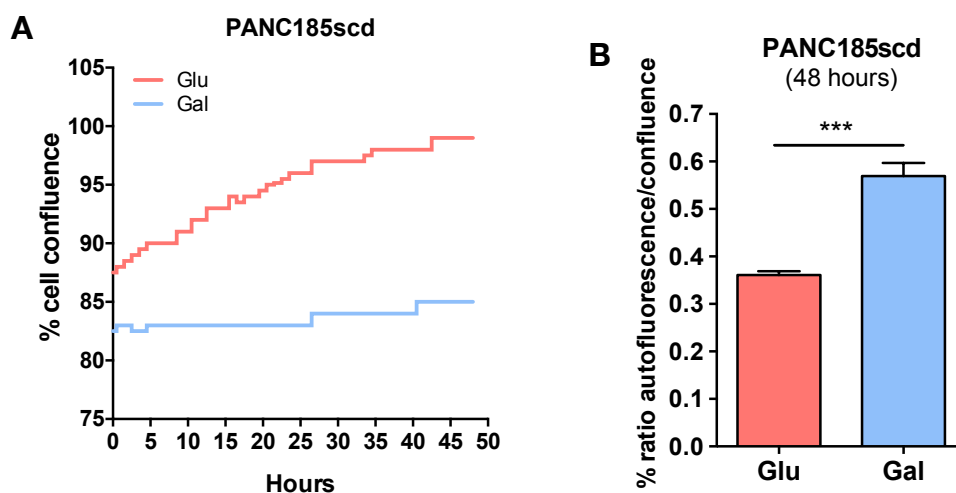 A
PANC185scd
% cell confluence
105
100
95
90
85
80
75
Glu
Gal
0 5 10 15 20 25 30 35 40 45 50
Hours
B
PANC185scd
(48 hours)
% ratio autofluorescence/confluence
0.7
0.6
0.5
0.4
0.3
0.2
0.1
0.0
***
Glu Gal